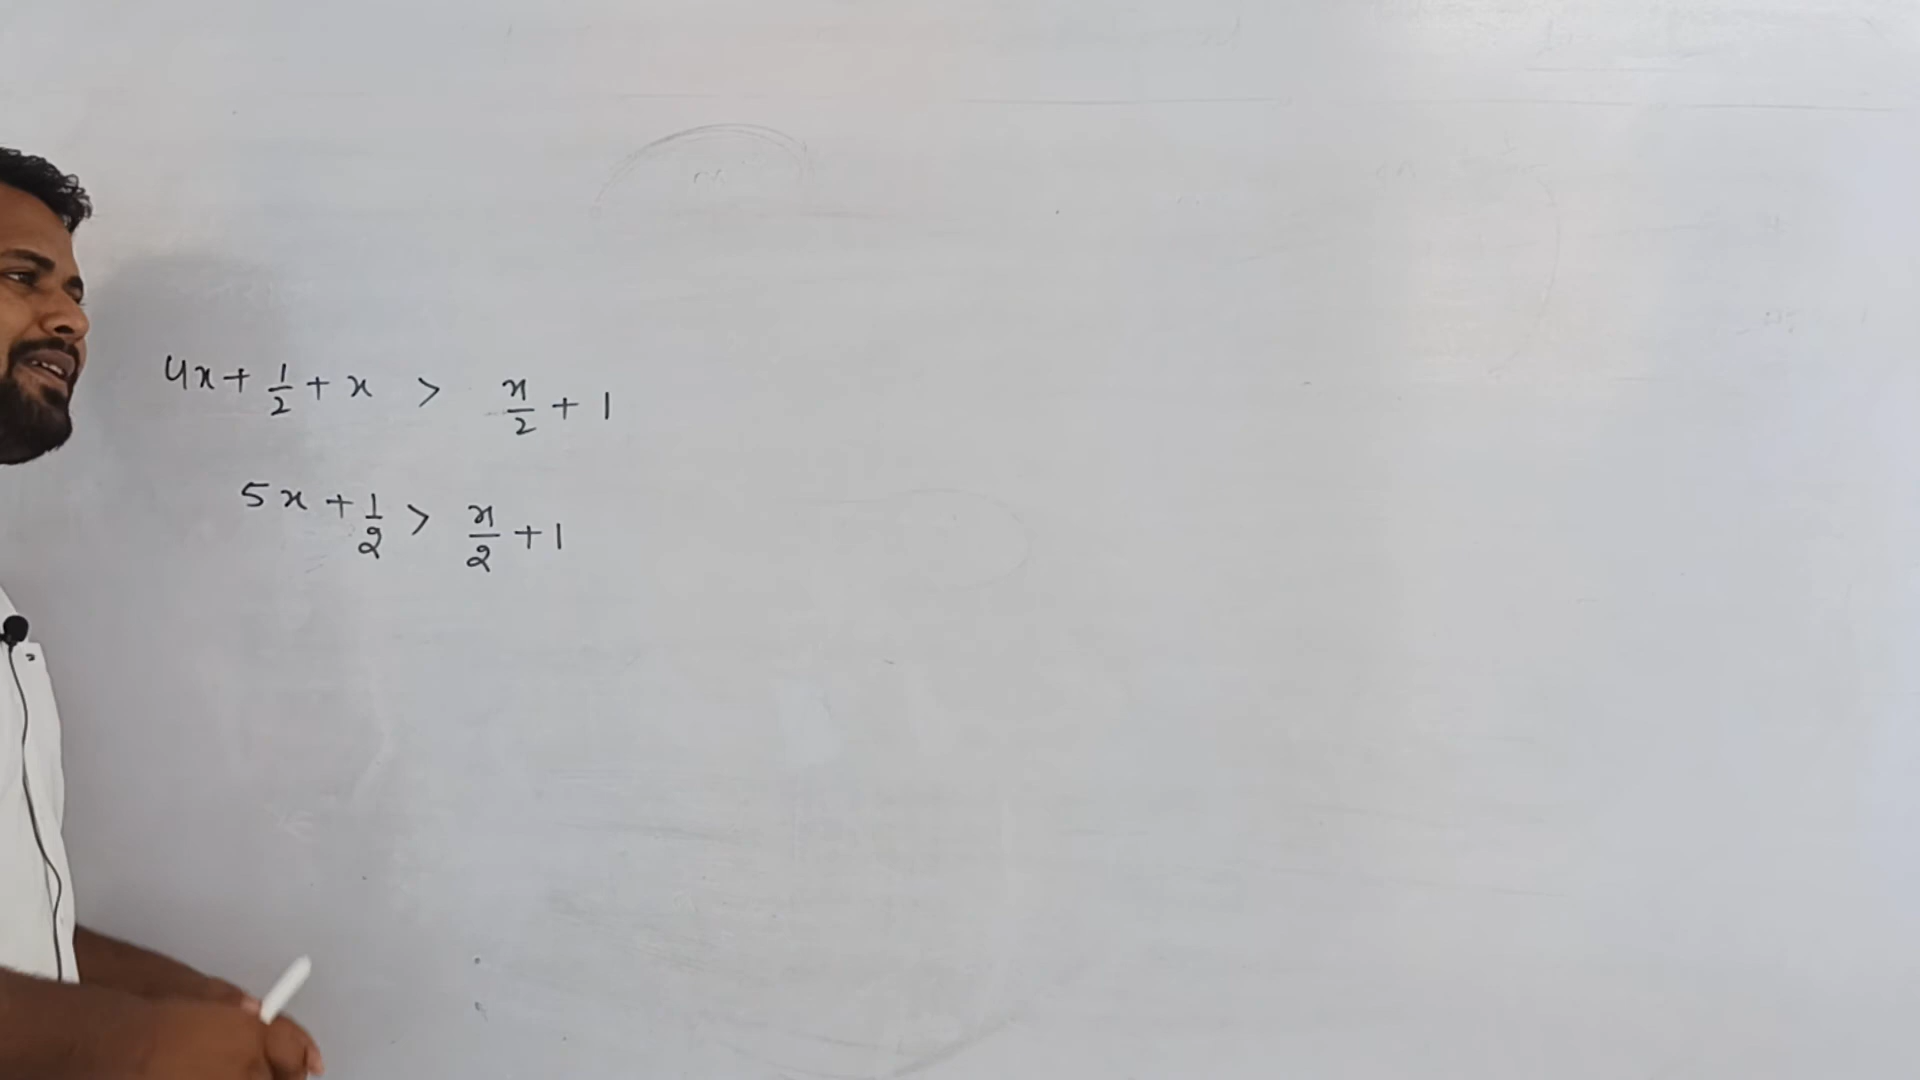 4x + 1/2 + x > x/2 + 1
5x + 1/2 > x/2 + 1